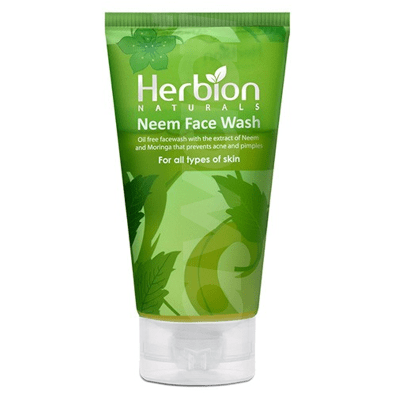 Herbion
NATURALS
Neem Face Wash
Oil free facewash with the extract of Neem
and Moringa that prevents acne and pimples
For all types of skin